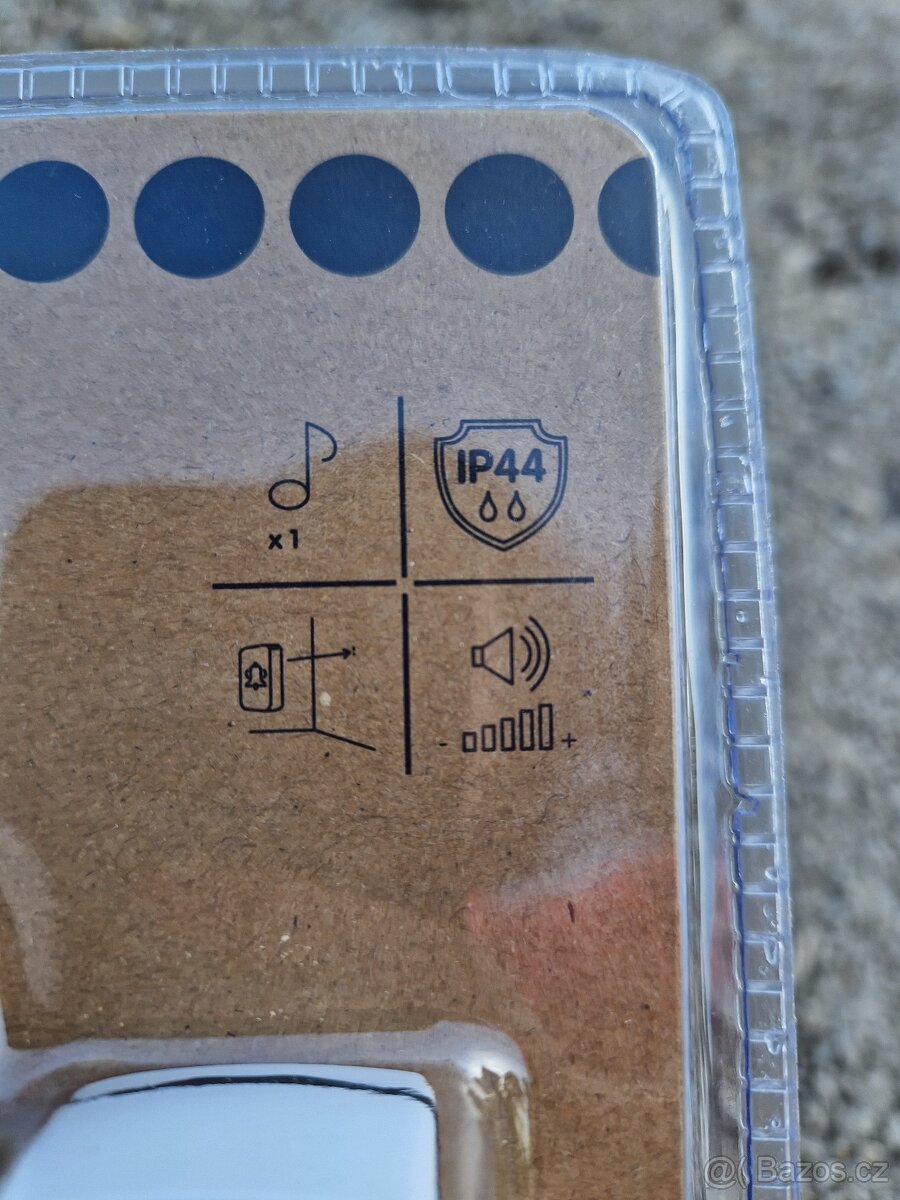 IP44
x1
- +
@( Bazos.cz